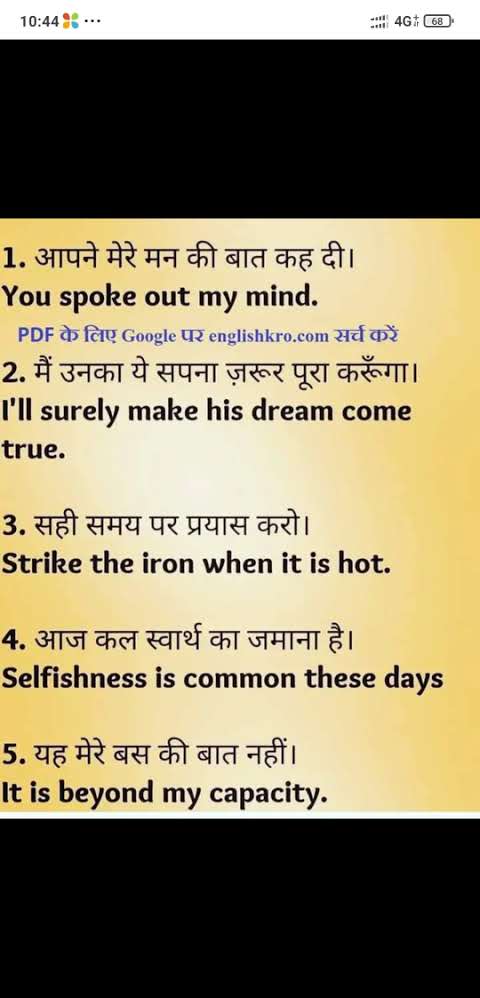 10:44
4G
68
1. आपने मेरे मन की बात कह दी।
You spoke out my mind.
PDF के लिए Google पर englishkro.com सर्च करें
2. मैं उनका ये सपना ज़रूर पूरा करूँगा।
I'll surely make his dream come
true.
3. सही समय पर प्रयास करो।
Strike the iron when it is hot.
4. आज कल स्वार्थ का जमाना है।
Selfishness is common these days
5. यह मेरे बस की बात नहीं।
It is beyond my capacity.